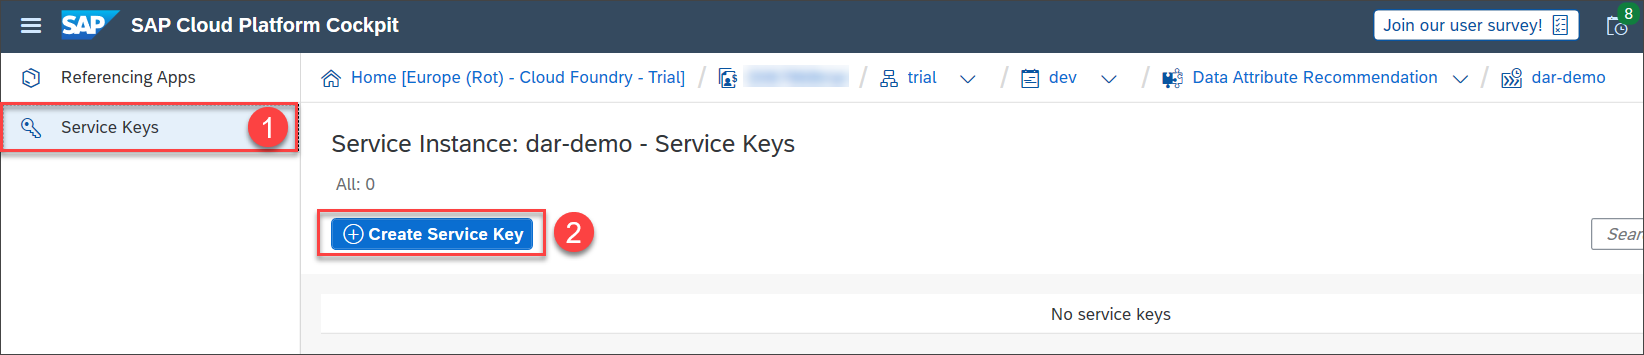 SAP SAP Cloud Platform Cockpit Join our user survey! 8
Referencing Apps
Service Keys 1
Home [Europe (Rot) - Cloud Foundry - Trial] / / trial / dev / Data Attribute Recommendation / dar-demo
Service Instance: dar-demo - Service Keys
All: 0
Create Service Key 2
Sear
No service keys